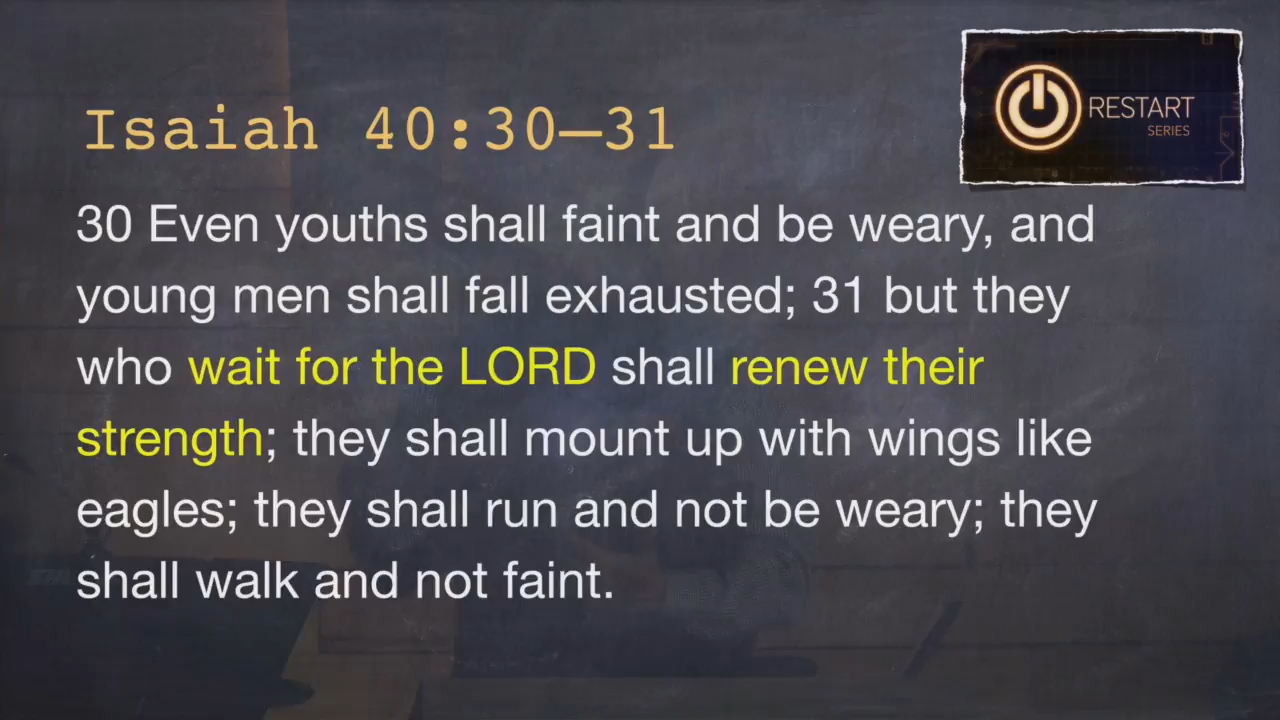 RESTART
SERIES
Isaiah 40:30–31
30 Even youths shall faint and be weary, and
young men shall fall exhausted; 31 but they
who wait for the LORD shall renew their
strength; they shall mount up with wings like
eagles; they shall run and not be weary; they
shall walk and not faint.